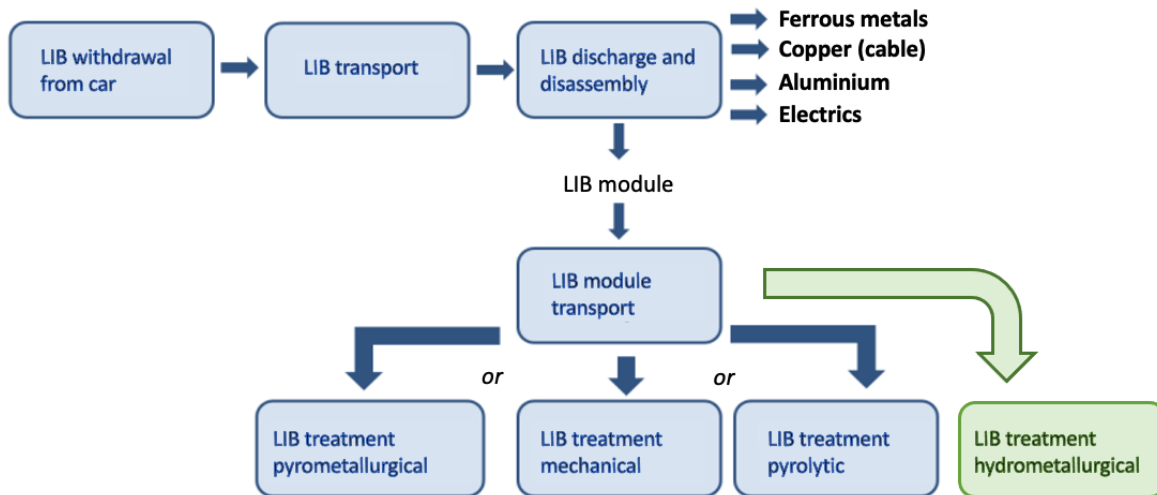 LIB withdrawal
from car
LIB transport
LIB discharge and
disassembly
Ferrous metals
Copper (cable)
Aluminium
Electrics
LIB module
LIB module
transport
or
or
LIB treatment
pyrometallurgical
LIB treatment
mechanical
LIB treatment
pyrolytic
LIB treatment
hydrometallurgical